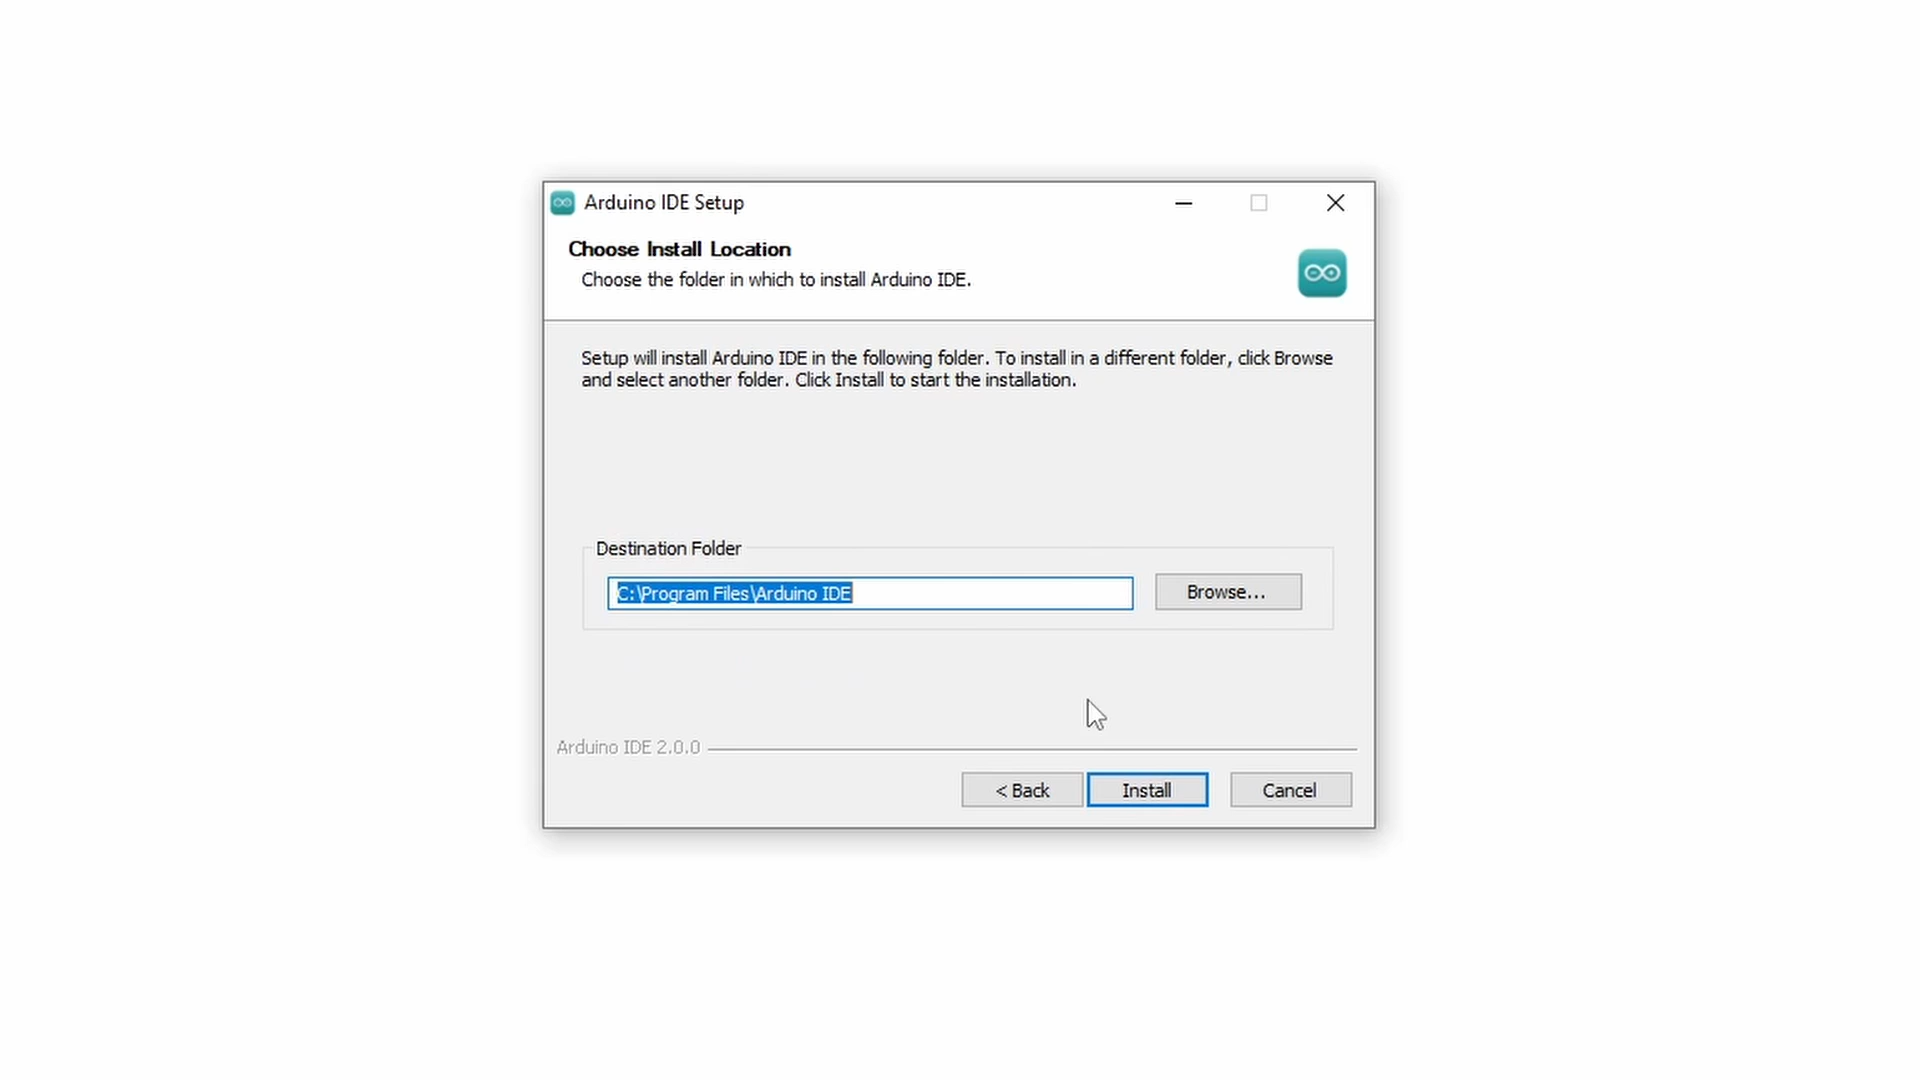 Arduino IDE Setup
Choose Install Location
Choose the folder in which to install Arduino IDE.
Setup will install Arduino IDE in the following folder. To install in a different folder, click Browse
and select another folder. Click Install to start the installation.
Destination Folder
C:\Program Files\Arduino IDE
Browse...
Arduino IDE 2.0.0
< Back
Install
Cancel